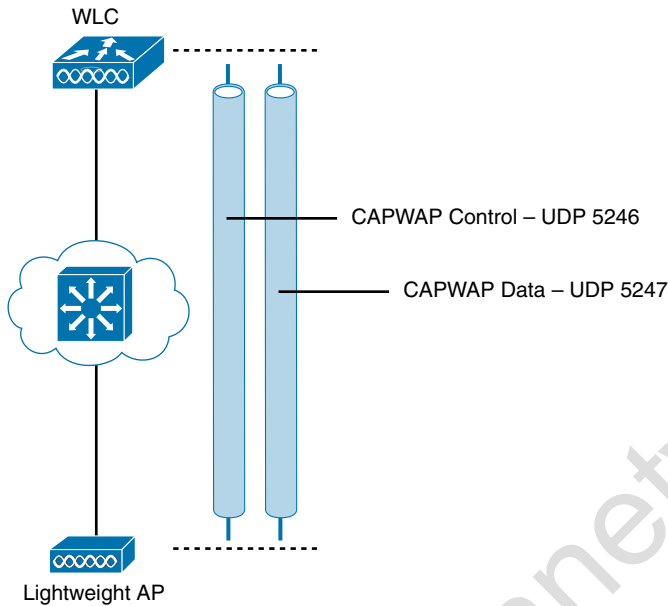 WLC
CAPWAP Control – UDP 5246
CAPWAP Data – UDP 5247
Lightweight AP